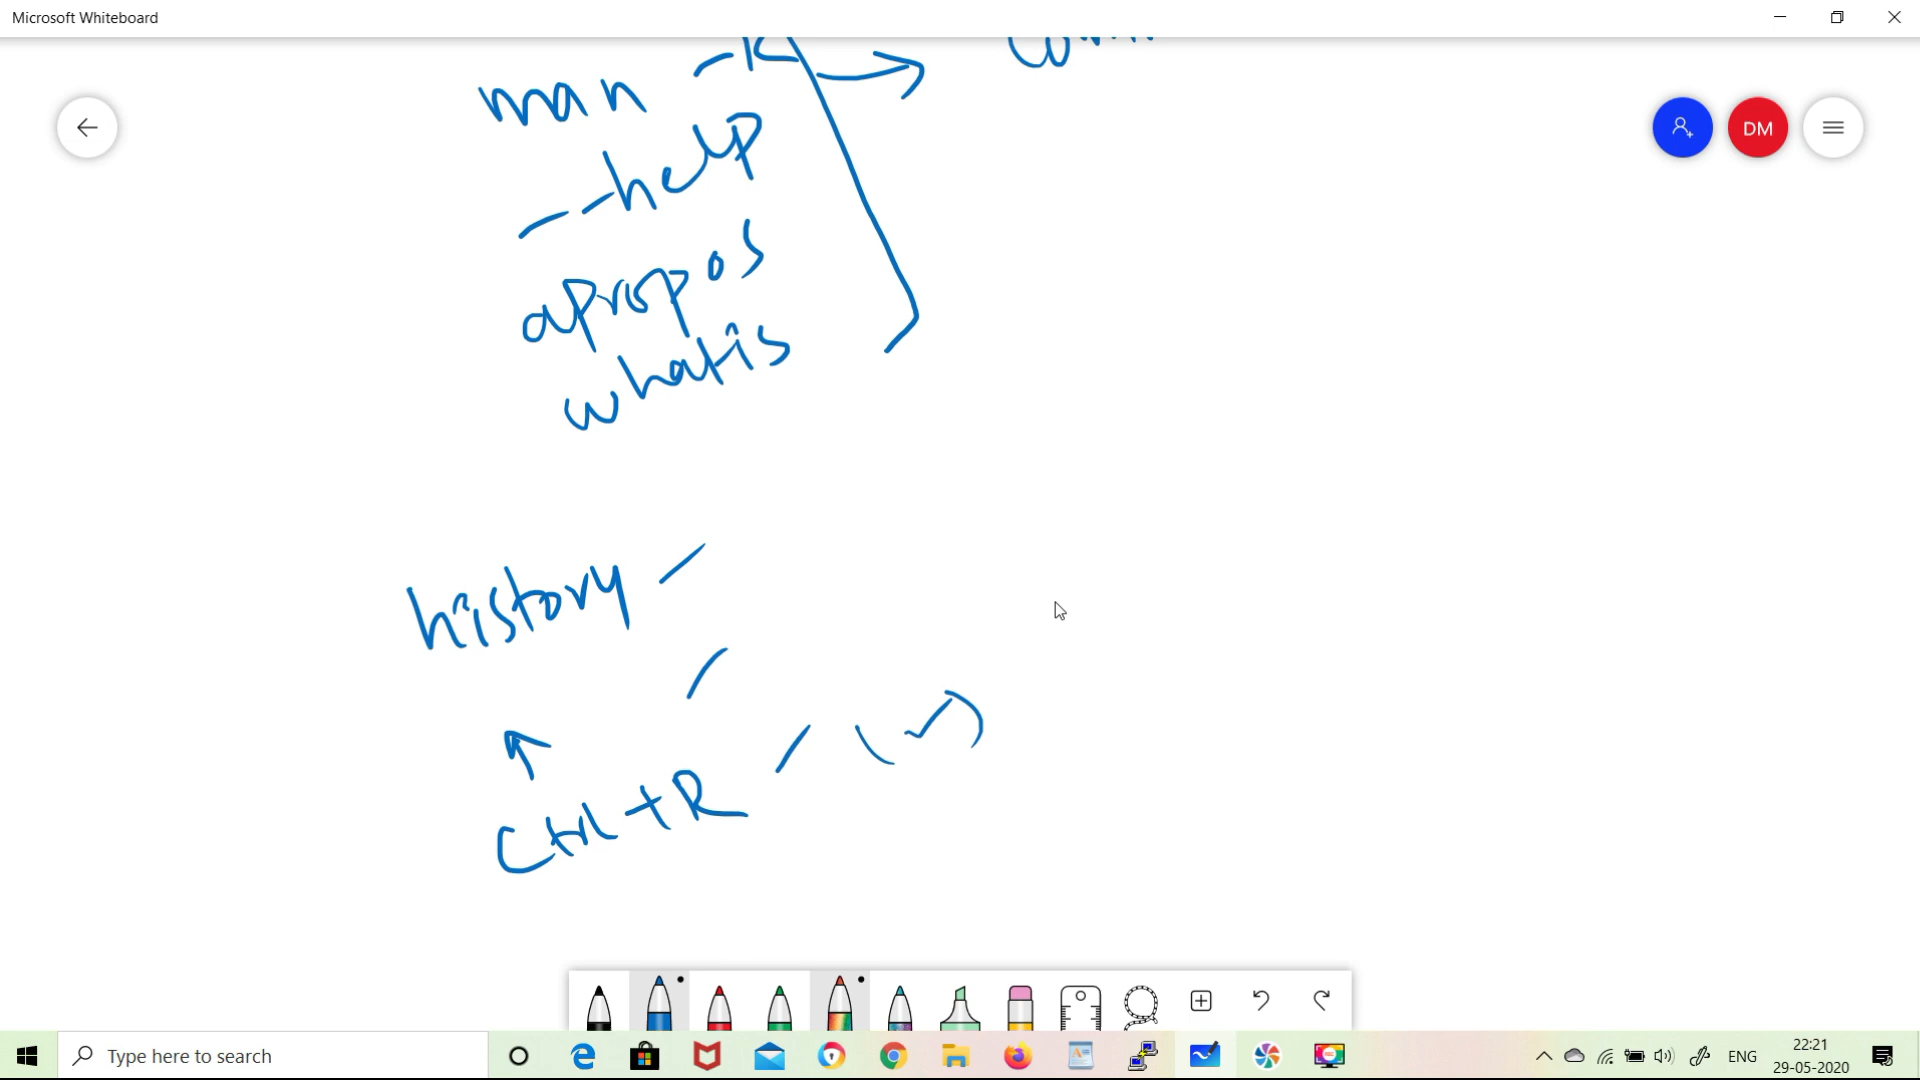 Microsoft Whiteboard
man -k
DM
--help
apropos
whatis
history -
Ctrl+R - (
Type here to search
ENG
22:21
29-05-2020